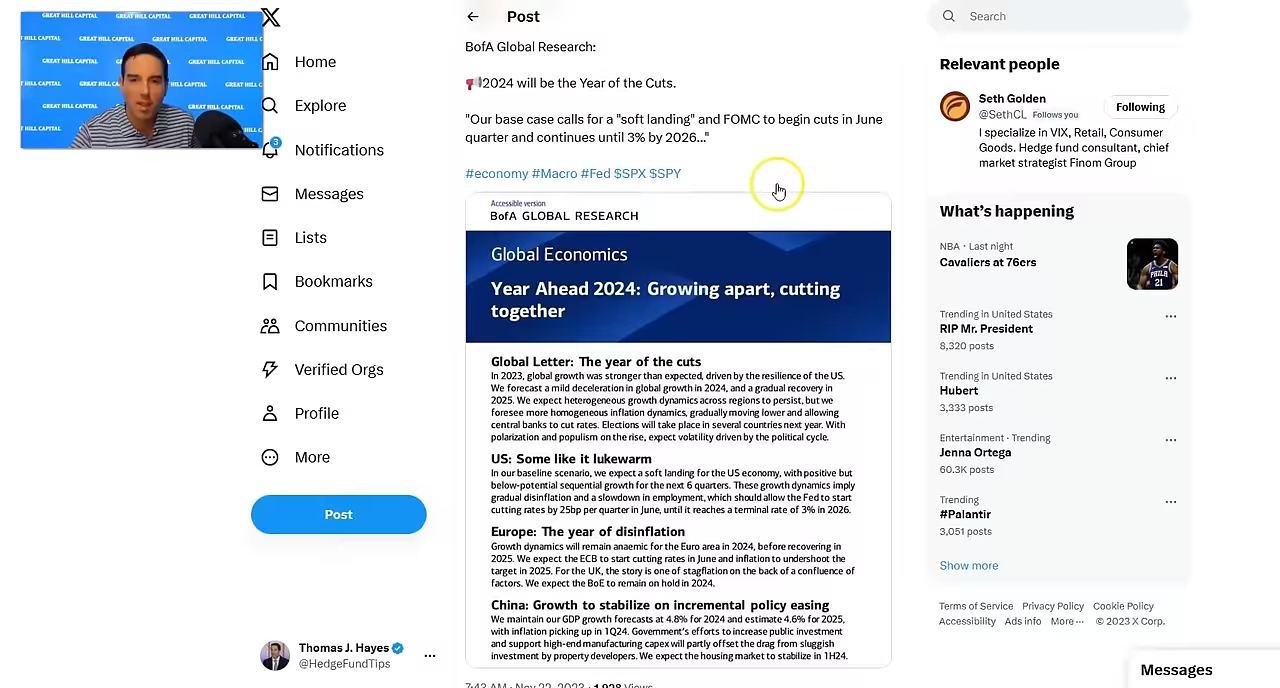 GREAT HILL CAPITAL
X
Home
Explore
3
Notifications
Messages
Lists
Bookmarks
Communities
Verified Orgs
Profile
More
Post
Thomas J. Hayes
@HedgeFundTips
Post
BofA Global Research:
2024 will be the Year of the Cuts.
"Our base case calls for a "soft landing" and FOMC to begin cuts in June
quarter and continues until 3% by 2026..."
#economy #Macro #Fed $SPX $SPY
Accessible version
BofA GLOBAL RESEARCH
Global Economics
Year Ahead 2024: Growing apart, cutting
together
Global Letter: The year of the cuts
In 2023, global growth was stronger than expected, driven by the resilience of the US.
We forecast a mild deceleration in global growth in 2024, and a gradual recovery in
2025. We expect heterogeneous growth dynamics across regions to persist, but we
foresee more homogeneous inflation dynamics, gradually moving lower and allowing
central banks to cut rates. Elections will take place in several countries next year. With
polarization and populism on the rise, expect volatility driven by the political cycle.
US: Some like it lukewarm
In our baseline scenario, we expect a soft landing for the US economy, with positive but
below-potential sequential growth for the next 6 quarters. These growth dynamics imply
gradual disinflation and a slowdown in employment, which should allow the Fed to start
cutting rates by 25bp per quarter in June, until it reaches a terminal rate of 3% in 2026.
Europe: The year of disinflation
Growth dynamics will remain anaemic for the Euro area in 2024, before recovering in
2025. We expect the ECB to start cutting rates in June and inflation to undershoot the
target in 2025. For the UK, the story is one of stagflation on the back of a confluence of
factors. We expect the BoE to remain on hold in 2024.
China: Growth to stabilize on incremental policy easing
We maintain our GDP growth forecasts at 4.8% for 2024 and estimate 4.6% for 2025,
with inflation picking up in 1Q24. Government's efforts to increase public investment
and support high-end manufacturing capex will partly offset the drag from sluggish
investment by property developers. We expect the housing market to stabilize in 1H24.
7:43 AM · Nov 22, 2023 · 1,928 Views
Search
Relevant people
Seth Golden
@SethCL Follows you
Following
I specialize in VIX, Retail, Consumer
Goods. Hedge fund consultant, chief
market strategist Finom Group
What's happening
NBA · Last night
Cavaliers at 76ers
Trending in United States
RIP Mr. President
8,320 posts
Trending in United States
Hubert
3,333 posts
Entertainment · Trending
Jenna Ortega
60.3K posts
Trending
#Palantir
3,051 posts
Show more
Terms of Service Privacy Policy Cookie Policy
Accessibility Ads info More ··· © 2023 X Corp.
Messages